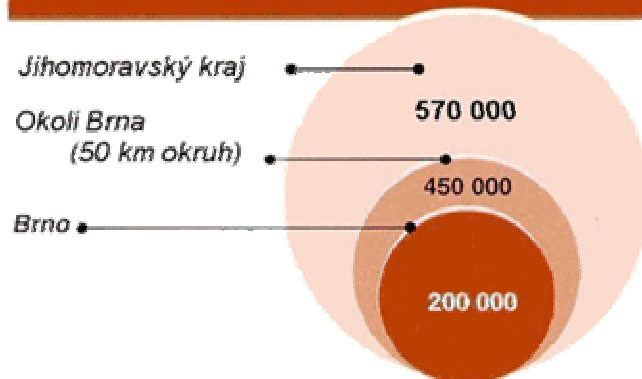 Jihomoravský kraj
570 000
Okolí Brna
(50 km okruh)
450 000
Brno
200 000